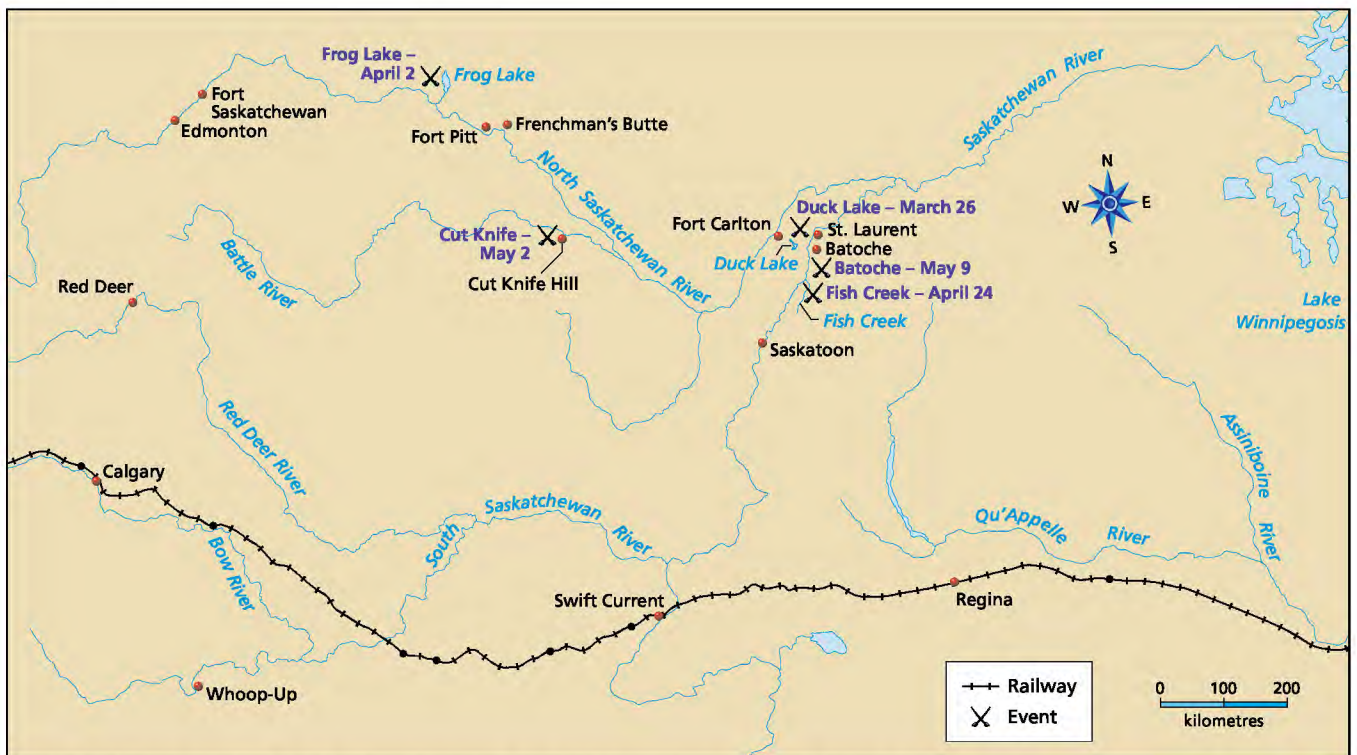 Frog Lake –
April 2
Frog Lake
Fort
Saskatchewan
Edmonton
Fort Pitt
Frenchman's Butte
North Saskatchewan River
Saskatchewan River
N
W
E
S
Duck Lake – March 26
Fort Carlton
St. Laurent
Duck Lake
Batoche
Batoche – May 9
Fish Creek – April 24
Fish Creek
Cut Knife –
May 2
Cut Knife Hill
Battle River
Red Deer
Saskatoon
Lake
Winnipegosis
Red Deer River
Assiniboine River
Calgary
Bow River
South Saskatchewan River
Qu'Appelle River
Swift Current
Regina
Whoop-Up
Railway
Event
0 100 200
kilometres